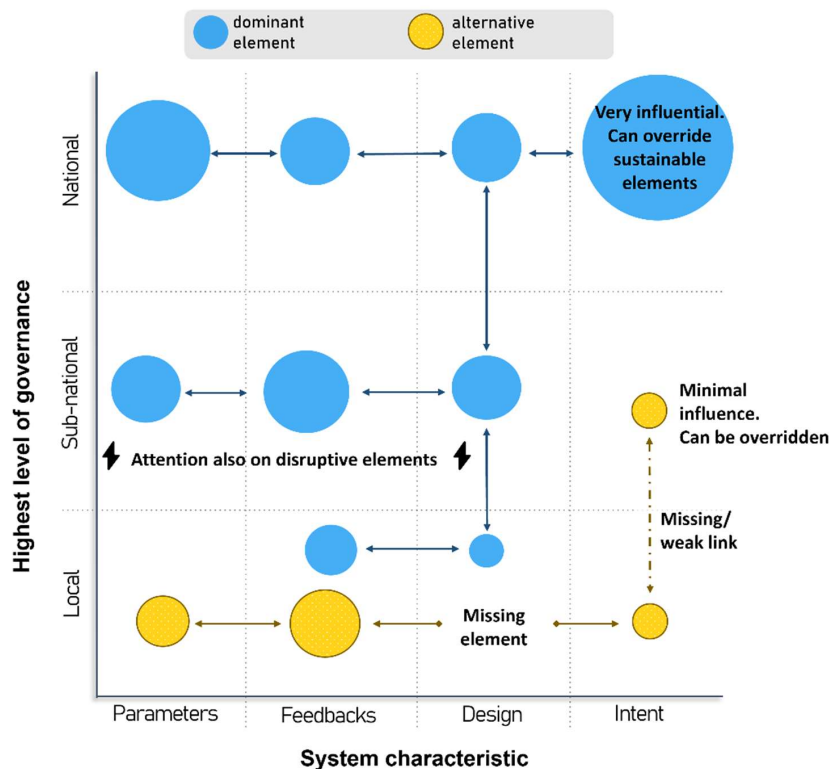 dominant
element
alternative
element
Very influential.
Can override
sustainable
elements
National
Sub-national
Local
Highest level of governance
Minimal
influence.
Can be overridden
Attention also on disruptive elements
Missing/
weak link
Missing
element
Parameters
Feedbacks
Design
Intent
System characteristic